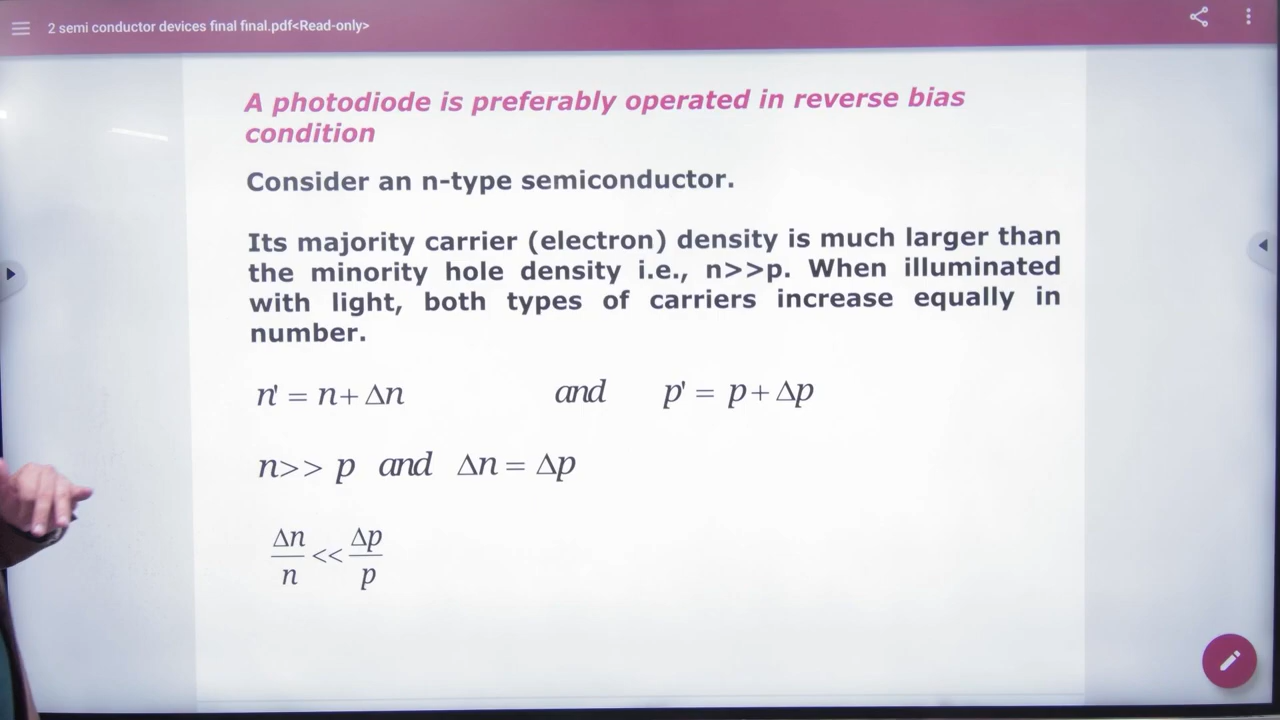 2 semi conductor devices final final.pdf<Read-only>
A photodiode is preferably operated in reverse bias
condition
Consider an n-type semiconductor.
Its majority carrier (electron) density is much larger than
the minority hole density i.e., n>>p. When illuminated
with light, both types of carriers increase equally in
number.
n' = n+ Δn and p' = p+ Δp
n>> p and Δn = Δp
Δn/n << Δp/p